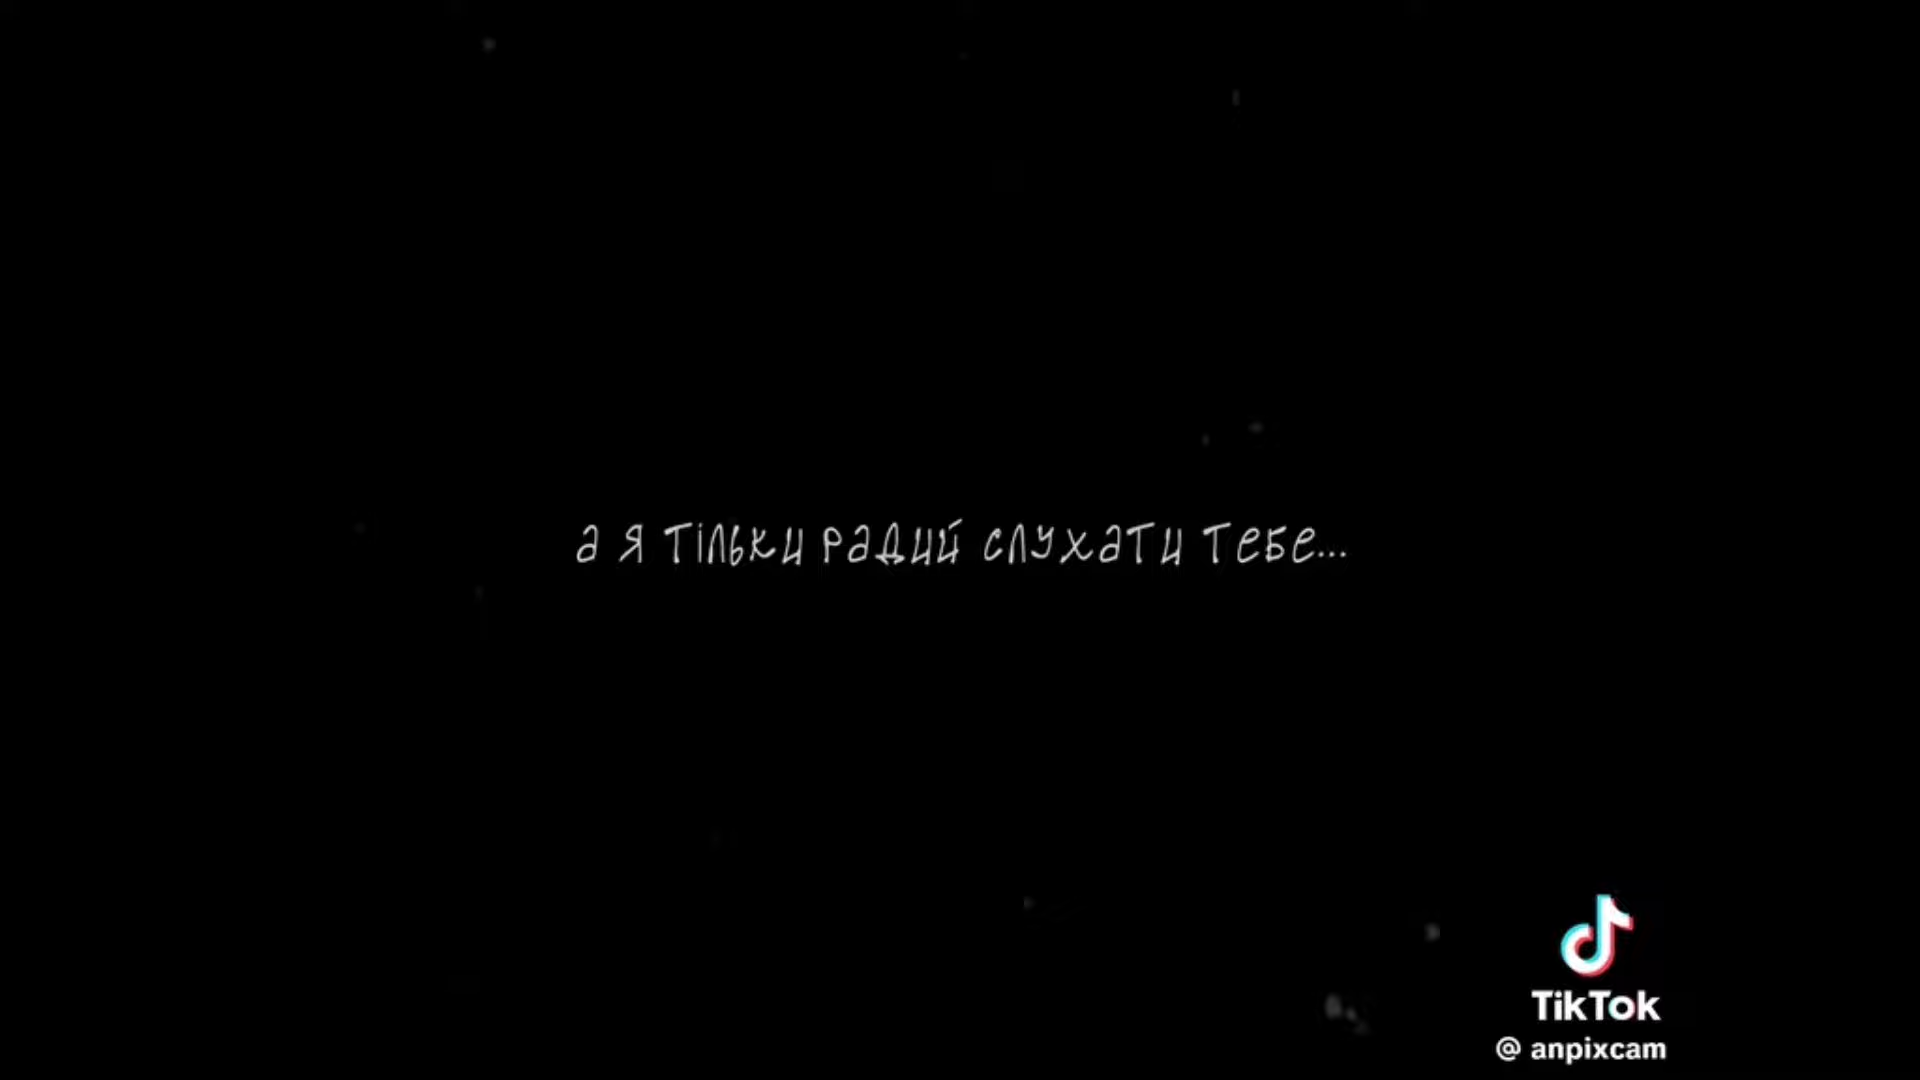 а я тільки радий слухати тебе...
TikTok
@ anpixcam